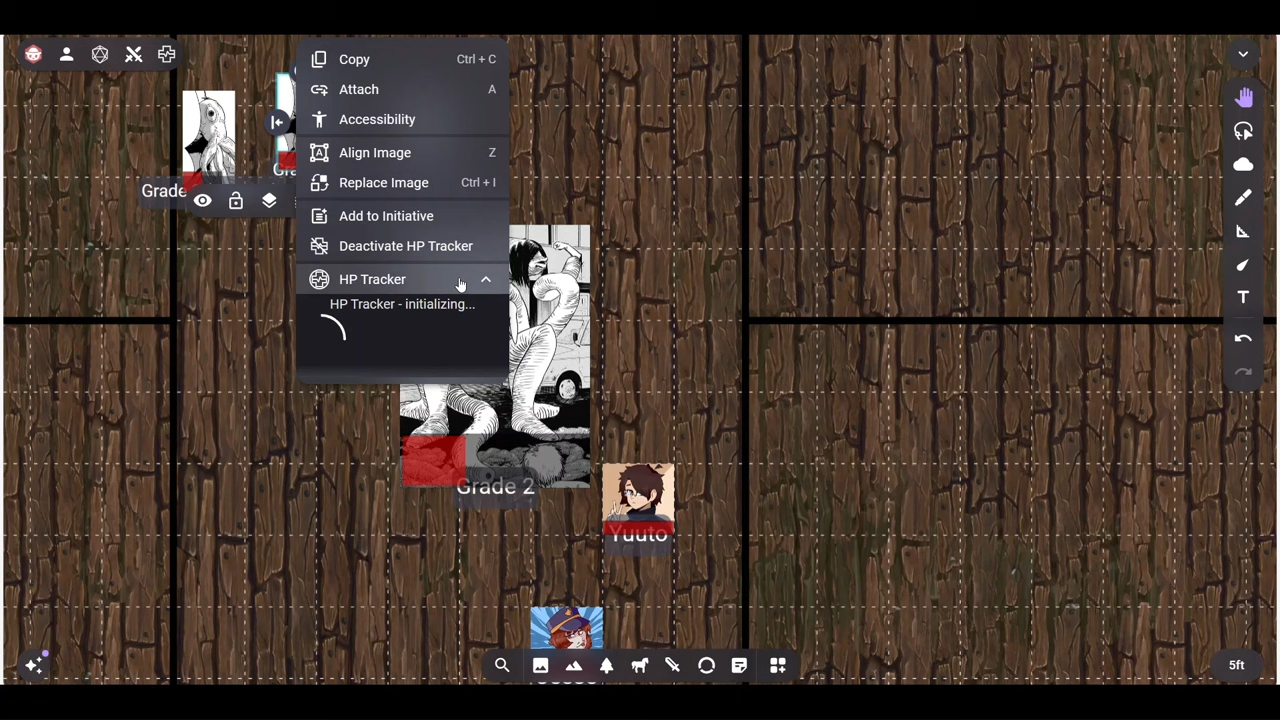 Copy Ctrl + C
Attach A
Accessibility
Align Image Z
Replace Image Ctrl + I
Add to Initiative
Deactivate HP Tracker
HP Tracker
HP Tracker - initializing...
Grade
Gra
Grade 2
Yuuto
5ft